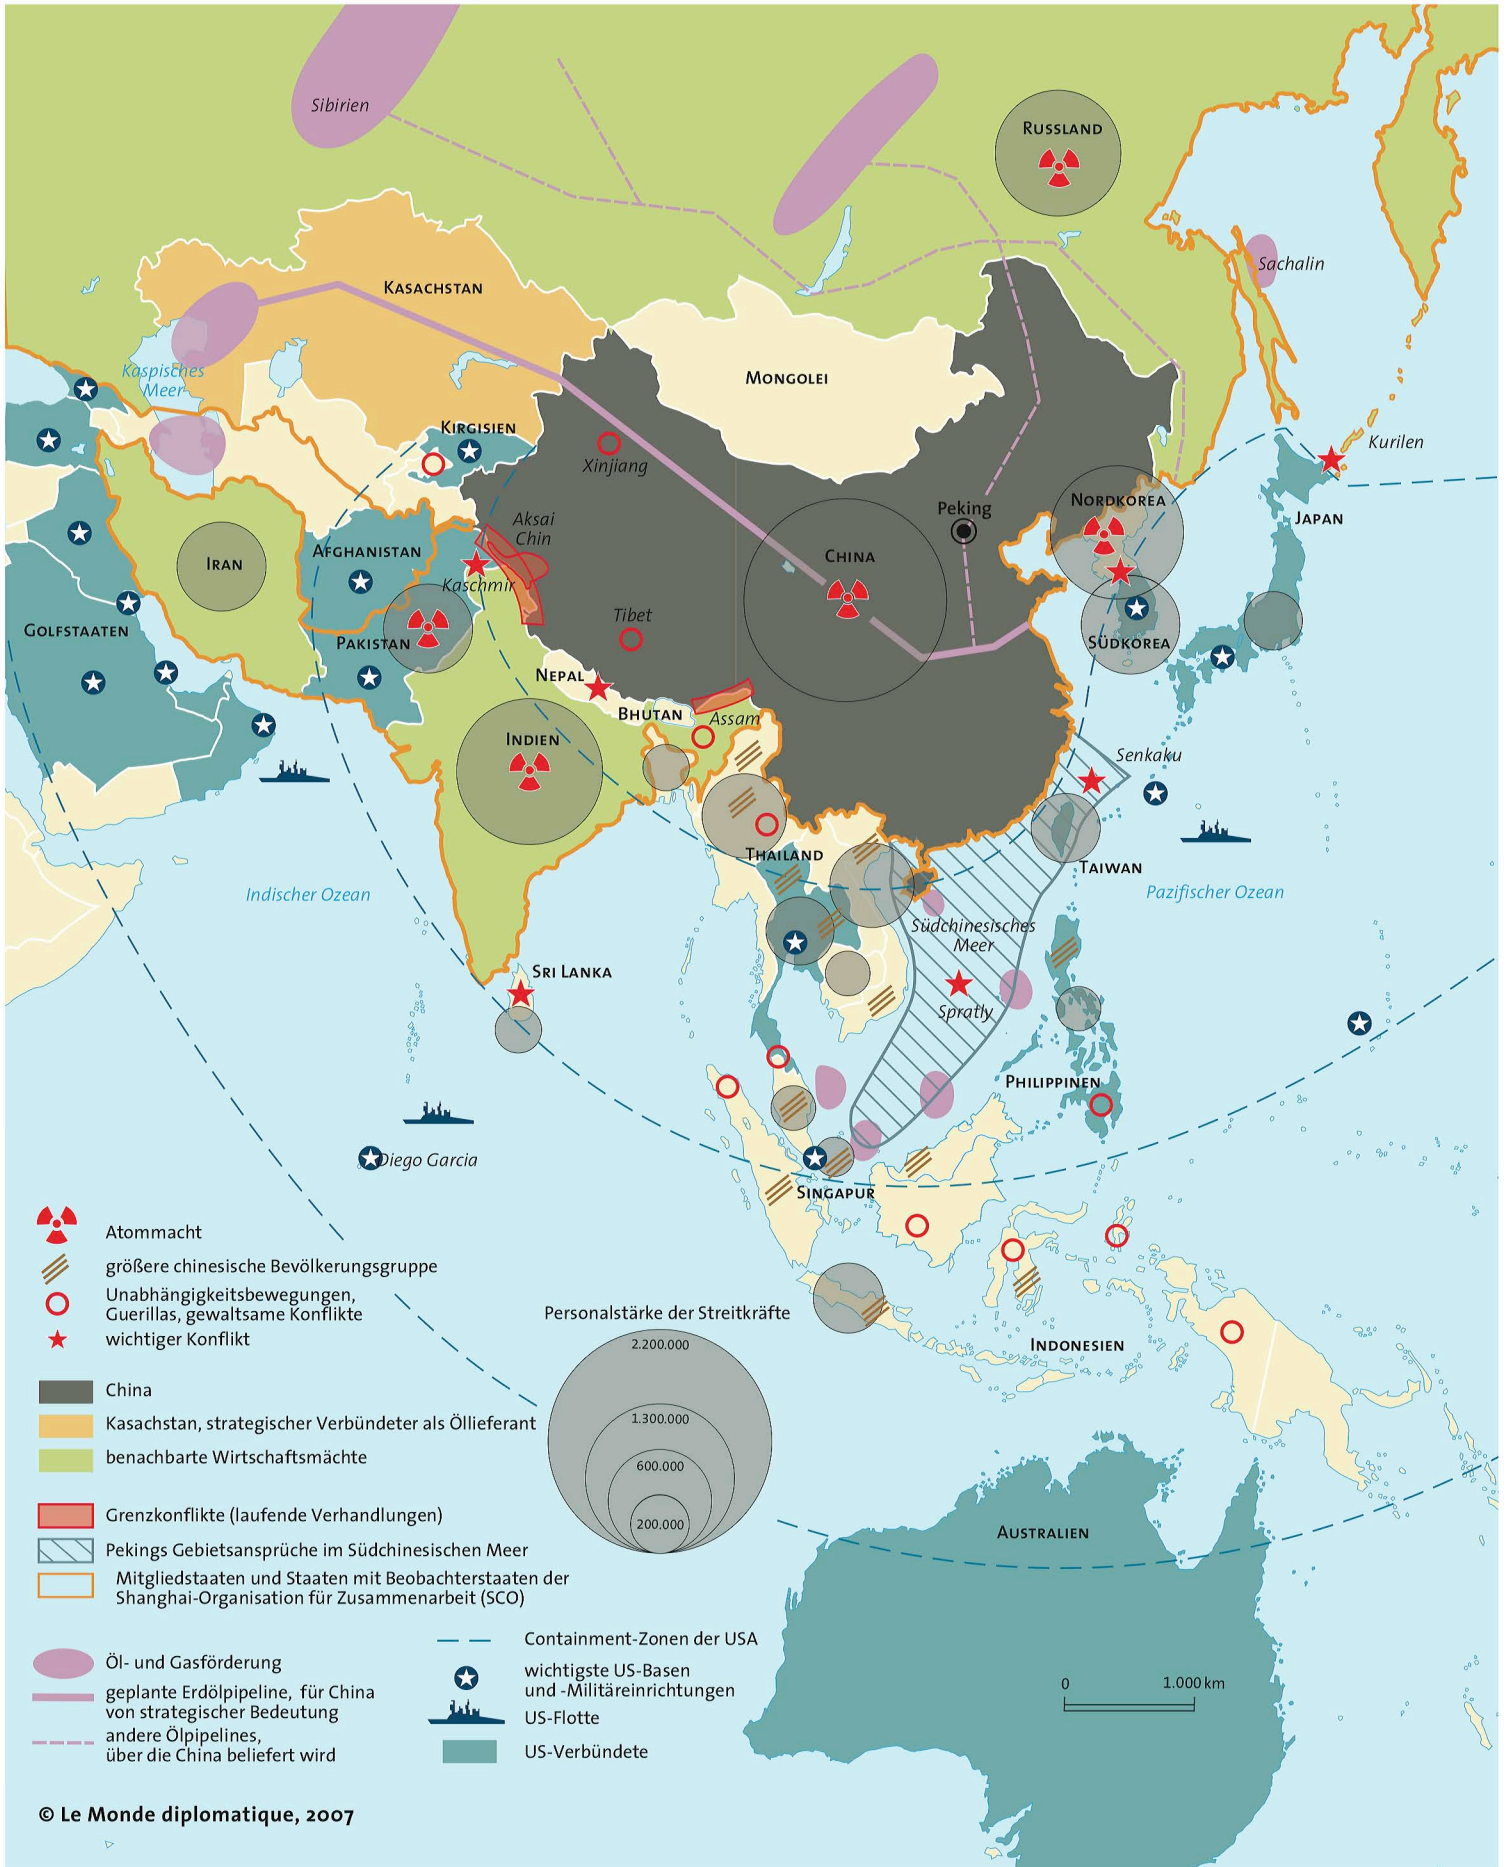 Sibirien
RUSSLAND
Sachalin
KASACHSTAN
Kaspisches
Meer
MONGOLEI
KIRGISIEN
Kurilen
Xinjiang
Aksai
Chin
Peking
NORDKOREA
JAPAN
AFGHANISTAN
IRAN
CHINA
Kaschmir
Tibet
GOLFSTAATEN
PAKISTAN
SÜDKOREA
NEPAL
BHUTAN
Assam
INDIEN
Senkaku
THAILAND
TAIWAN
Indischer Ozean
Pazifischer Ozean
Südchinesisches
Meer
SRI LANKA
Spratly
PHILIPPINEN
Diego Garcia
SINGAPUR
INDONESIEN
AUSTRALIEN
Atommacht
größere chinesische Bevölkerungsgruppe
Unabhängigkeitsbewegungen,
Guerillas, gewaltsame Konflikte
wichtiger Konflikt
China
Kasachstan, strategischer Verbündeter als Öllieferant
benachbarte Wirtschaftsmächte
Grenzkonflikte (laufende Verhandlungen)
Pekings Gebietsansprüche im Südchinesischen Meer
Mitgliedstaaten und Staaten mit Beobachterstaaten der
Shanghai-Organisation für Zusammenarbeit (SCO)
Öl- und Gasförderung
geplante Erdölpipeline, für China
von strategischer Bedeutung
andere Ölpipelines,
über die China beliefert wird
Personalstärke der Streitkräfte
2.200.000
1.300.000
600.000
200.000
Containment-Zonen der USA
wichtigste US-Basen
und -Militäreinrichtungen
US-Flotte
US-Verbündete
0 1.000 km
© Le Monde diplomatique, 2007